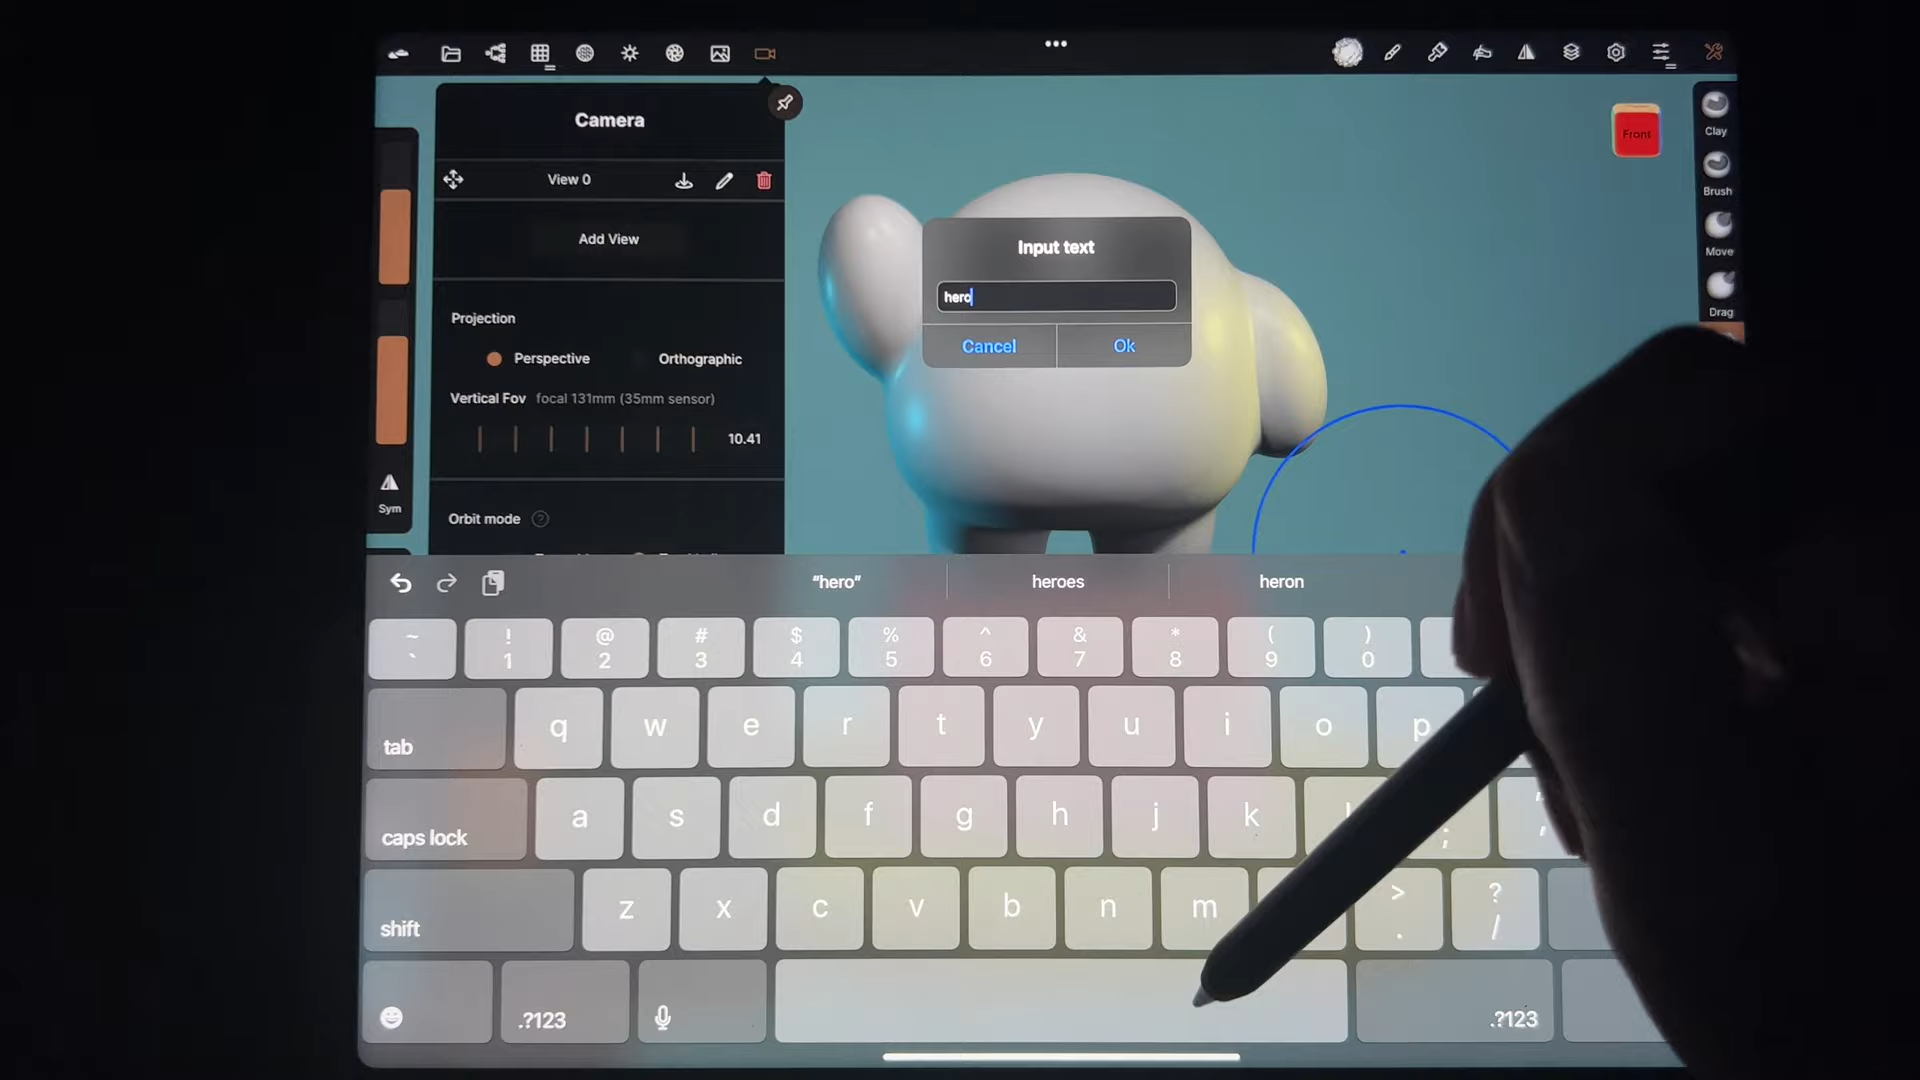 Camera
View 0
Add View
Projection
Perspective
Orthographic
Vertical Fov focal 131mm (35mm sensor)
10.41
Orbit mode ?
Sym
Front
Clay
Brush
Move
Drag
Input text
hero
Cancel
Ok
"hero"
heroes
heron
~ ! @ # $ % ^ & * ( )
` 1 2 3 4 5 6 7 8 9 0
tab q w e r t y u i o p
caps lock a s d f g h j k ;
shift z x c v b n m > . ? /
.?123
.?123